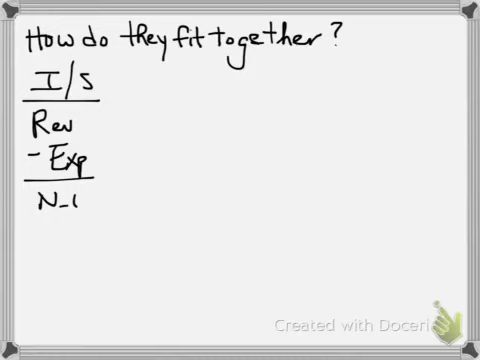 How do they fit together?
I/S
Rev
- Exp
N-I
Created with Doceri